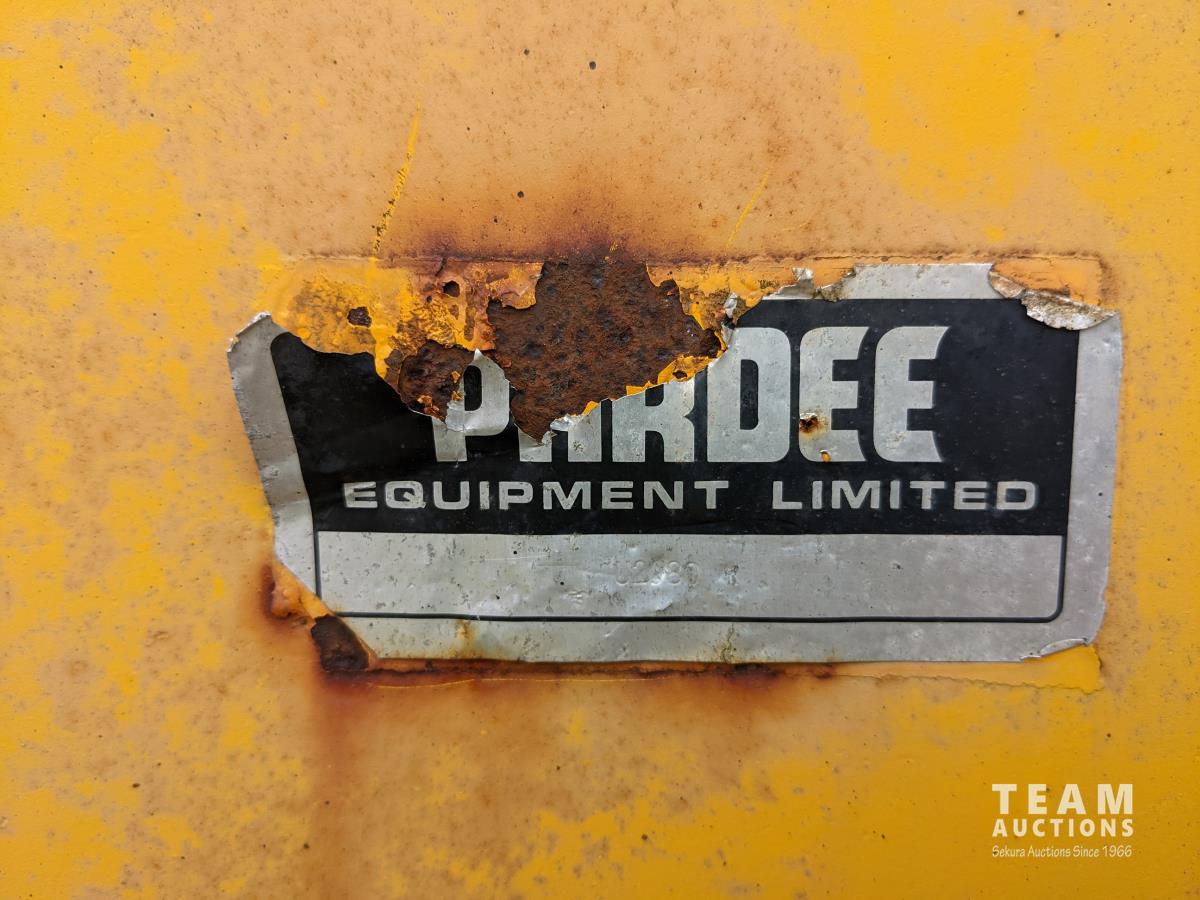 PARDEE
EQUIPMENT LIMITED
TEAM
AUCTIONS
Sekura Auctions Since 1966